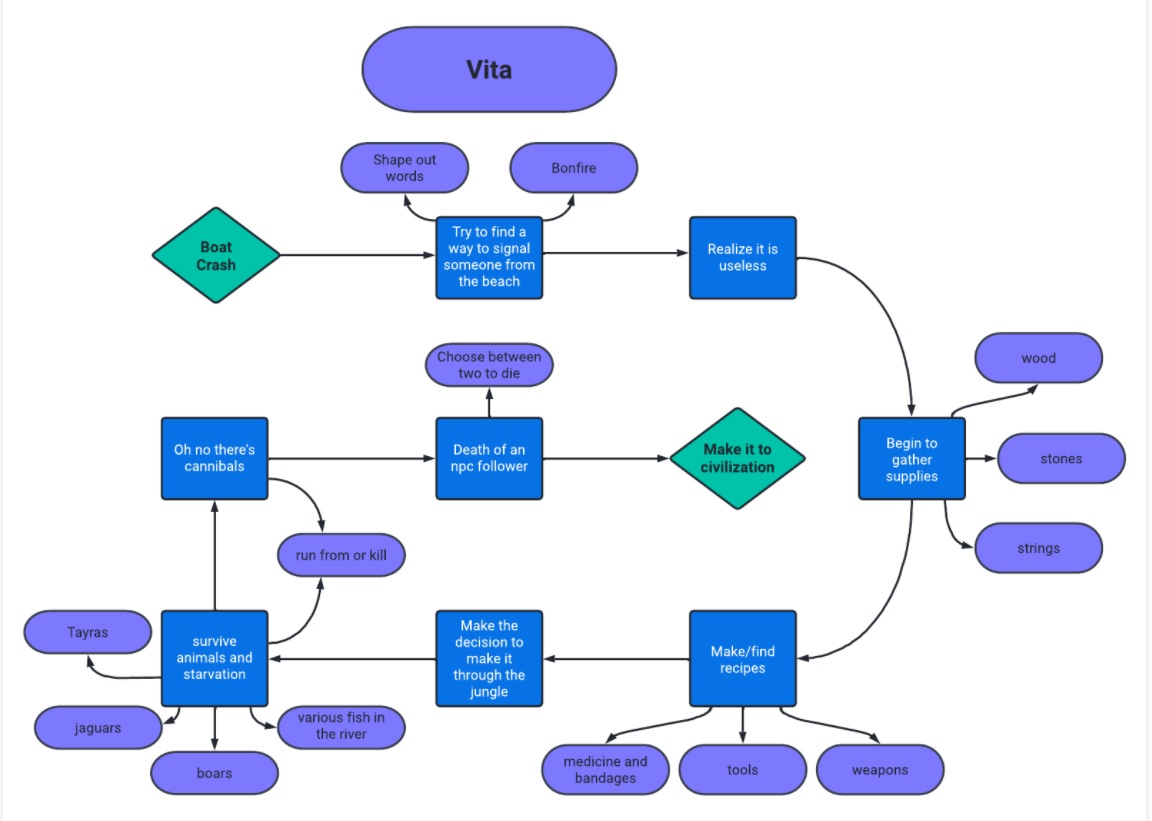 Vita
Shape out
words
Bonfire
Boat
Crash
Try to find a
way to signal
someone from
the beach
Realize it is
useless
Choose between
two to die
wood
Oh no there's
cannibals
Death of an
npc follower
Make it to
civilization
Begin to
gather
supplies
stones
run from or kill
strings
Tayras
survive
animals and
starvation
Make the
decision to
make it
through the
jungle
Make/find
recipes
jaguars
various fish in
the river
boars
medicine and
bandages
tools
weapons